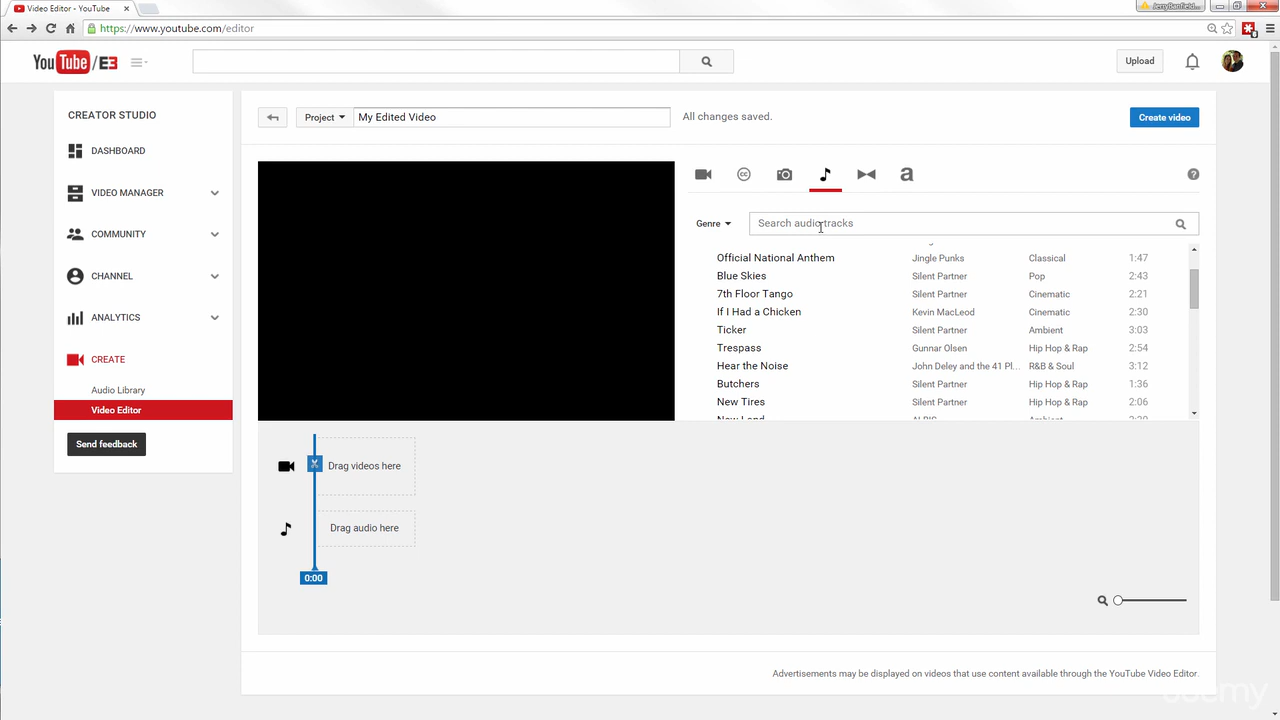 Video Editor - YouTube
JerryBanfield...
https://www.youtube.com/editor
YouTube /E3
Upload
CREATOR STUDIO
DASHBOARD
VIDEO MANAGER
COMMUNITY
CHANNEL
ANALYTICS
CREATE
Audio Library
Video Editor
Send feedback
Project
My Edited Video
All changes saved.
Create video
Genre
Search audio tracks
Official National Anthem Jingle Punks Classical 1:47
Blue Skies Silent Partner Pop 2:43
7th Floor Tango Silent Partner Cinematic 2:21
If I Had a Chicken Kevin MacLeod Cinematic 2:30
Ticker Silent Partner Ambient 3:03
Trespass Gunnar Olsen Hip Hop & Rap 2:54
Hear the Noise John Deley and the 41 Pl... R&B & Soul 3:12
Butchers Silent Partner Hip Hop & Rap 1:36
New Tires Silent Partner Hip Hop & Rap 2:06
Drag videos here
Drag audio here
0:00
Advertisements may be displayed on videos that use content available through the YouTube Video Editor.
udemy